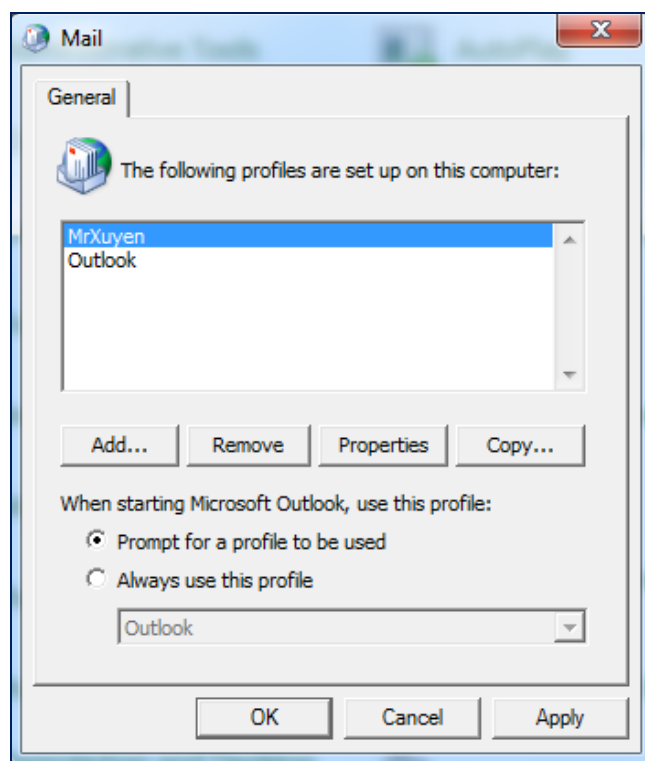 Mail
General
The following profiles are set up on this computer:
MrXuyen
Outlook
Add...
Remove
Properties
Copy...
When starting Microsoft Outlook, use this profile:
Prompt for a profile to be used
Always use this profile
Outlook
OK
Cancel
Apply